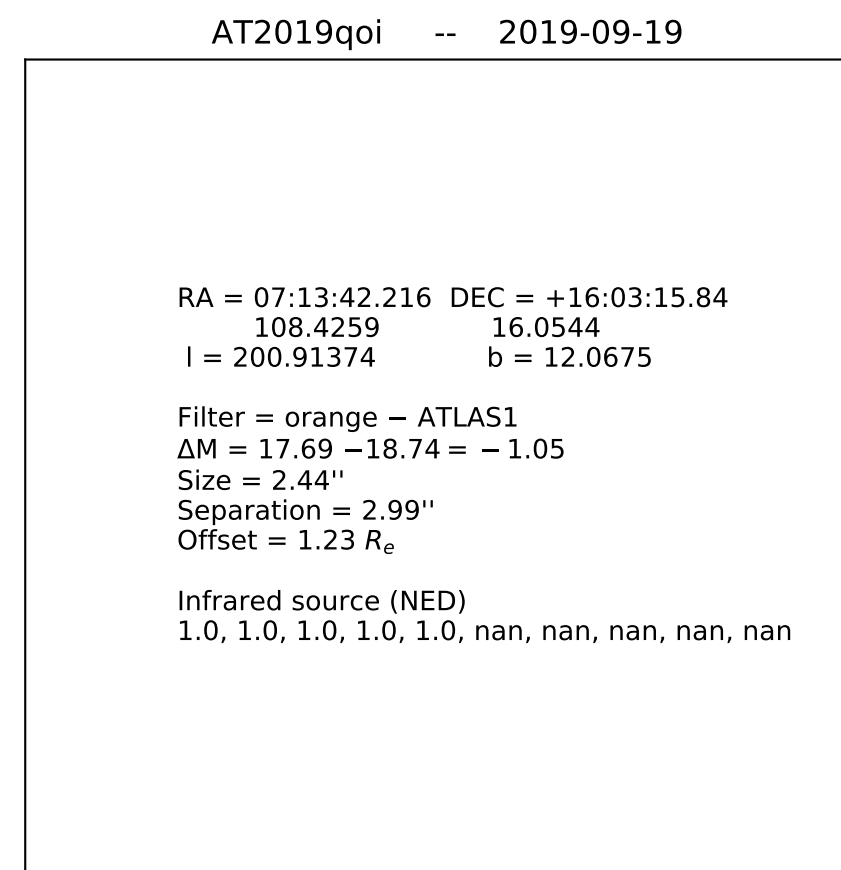 AT2019qoi -- 2019-09-19
RA = 07:13:42.216 DEC = +16:03:15.84
108.4259 16.0544
l = 200.91374 b = 12.0675
Filter = orange − ATLAS1
ΔM = 17.69 −18.74 = − 1.05
Size = 2.44''
Separation = 2.99''
Offset = 1.23 Re
Infrared source (NED)
1.0, 1.0, 1.0, 1.0, 1.0, nan, nan, nan, nan, nan